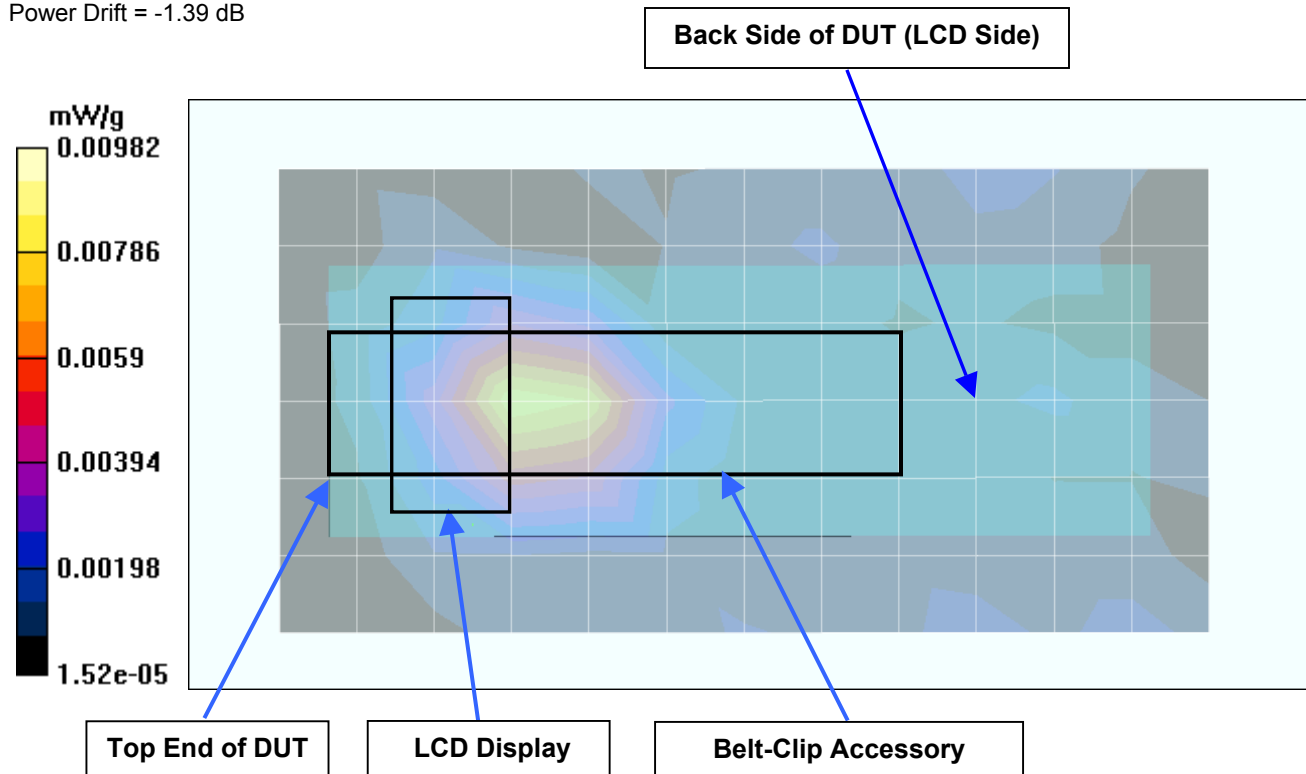 Power Drift = -1.39 dB
Back Side of DUT (LCD Side)
mW/g
0.00982
0.00786
0.0059
0.00394
0.00198
1.52e-05
Top End of DUT
LCD Display
Belt-Clip Accessory